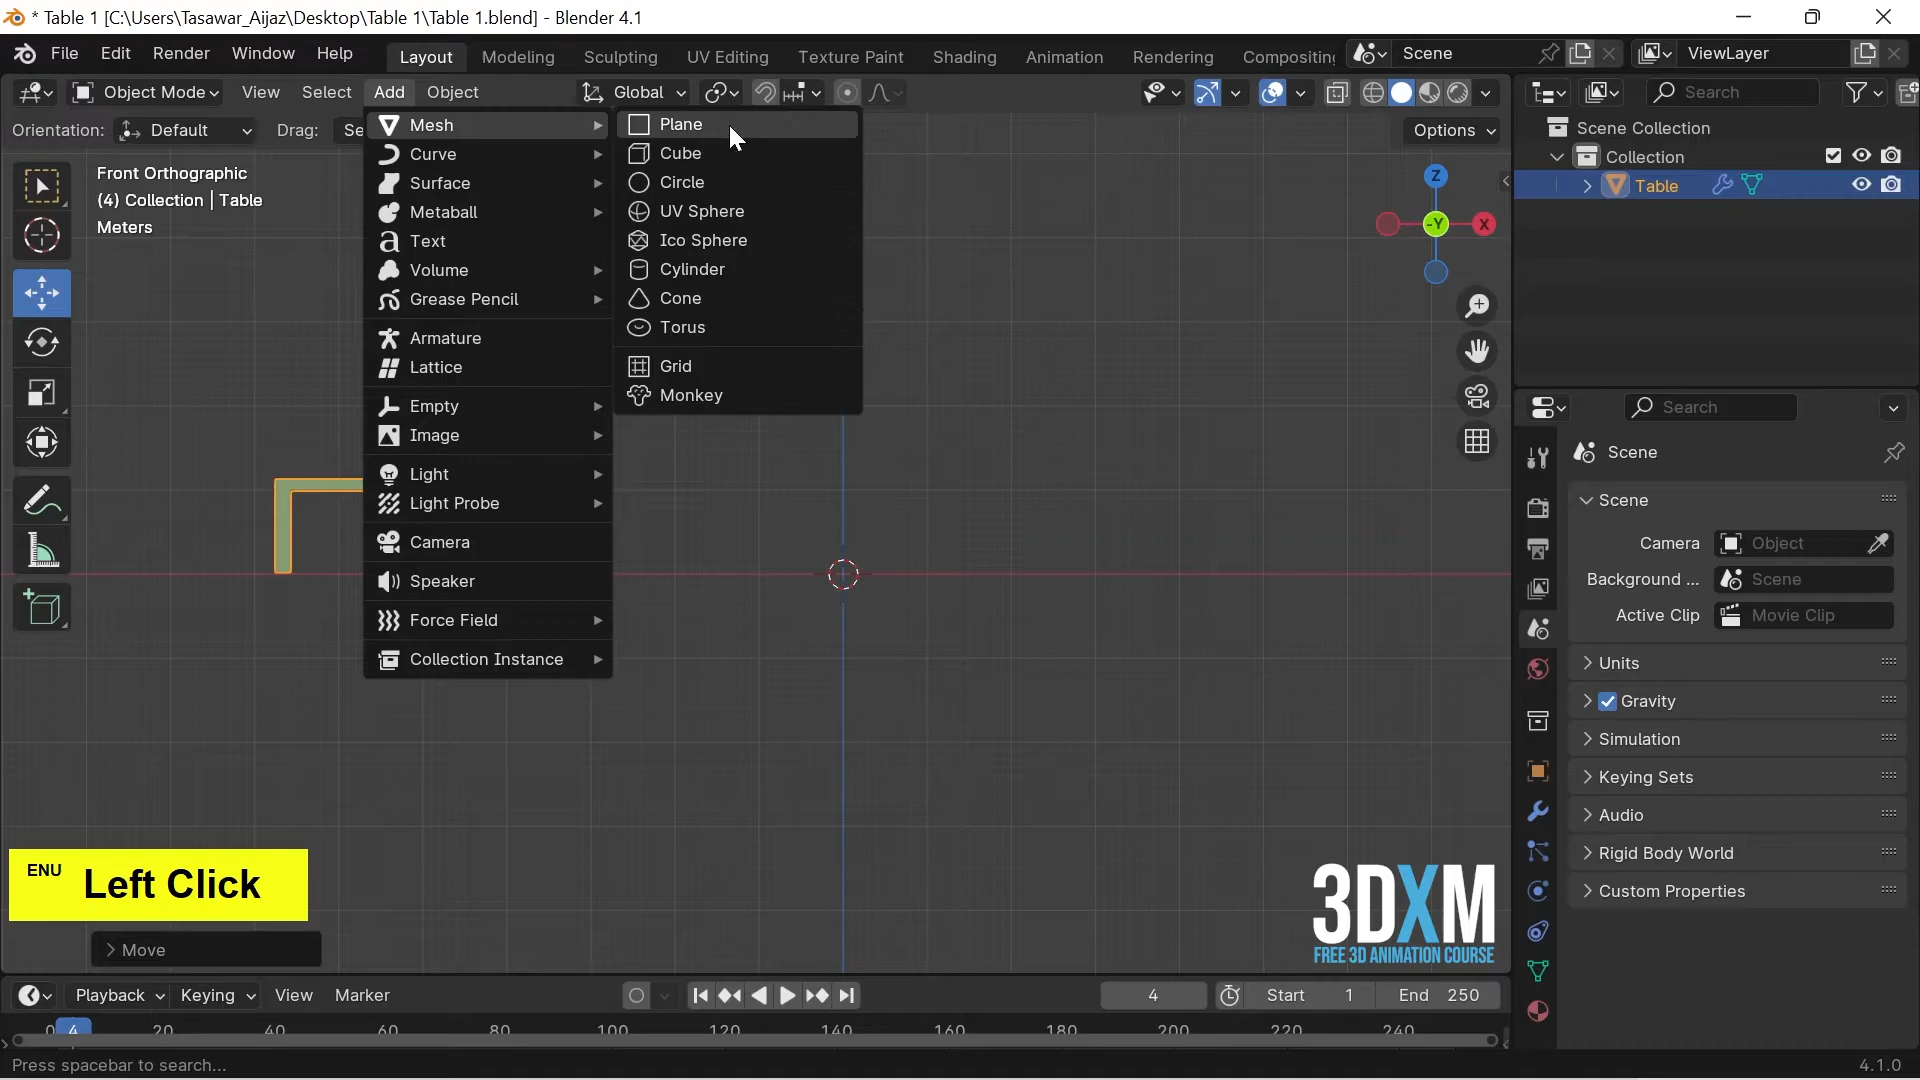 * Table 1 [C:\Users\Tasawar_Aijaz\Desktop\Table 1\Table 1.blend] - Blender 4.1
File Edit Render Window Help
Layout Modeling Sculpting UV Editing Texture Paint Shading Animation Rendering Compositin
Scene
ViewLayer
Object Mode View Select Add Object
Global
Search
Orientation: Default Drag: Se
Options
Front Orthographic
(4) Collection | Table
Meters
Mesh
Curve
Surface
Metaball
Text
Volume
Grease Pencil
Armature
Lattice
Empty
Image
Light
Light Probe
Camera
Speaker
Force Field
Collection Instance
Plane
Cube
Circle
UV Sphere
Ico Sphere
Cylinder
Cone
Torus
Grid
Monkey
Z
-Y
X
Scene Collection
Collection
Table
Search
Scene
Scene
Camera Object
Background ... Scene
Active Clip Movie Clip
Units
Gravity
Simulation
Keying Sets
Audio
Rigid Body World
Custom Properties
ENU Left Click
Move
3DXM
FREE 3D ANIMATION COURSE
Playback Keying View Marker
4
Start 1
End 250
0 4 20 40 60 80 100 120 140 160 180 200 220 240
Press spacebar to search...
4.1.0